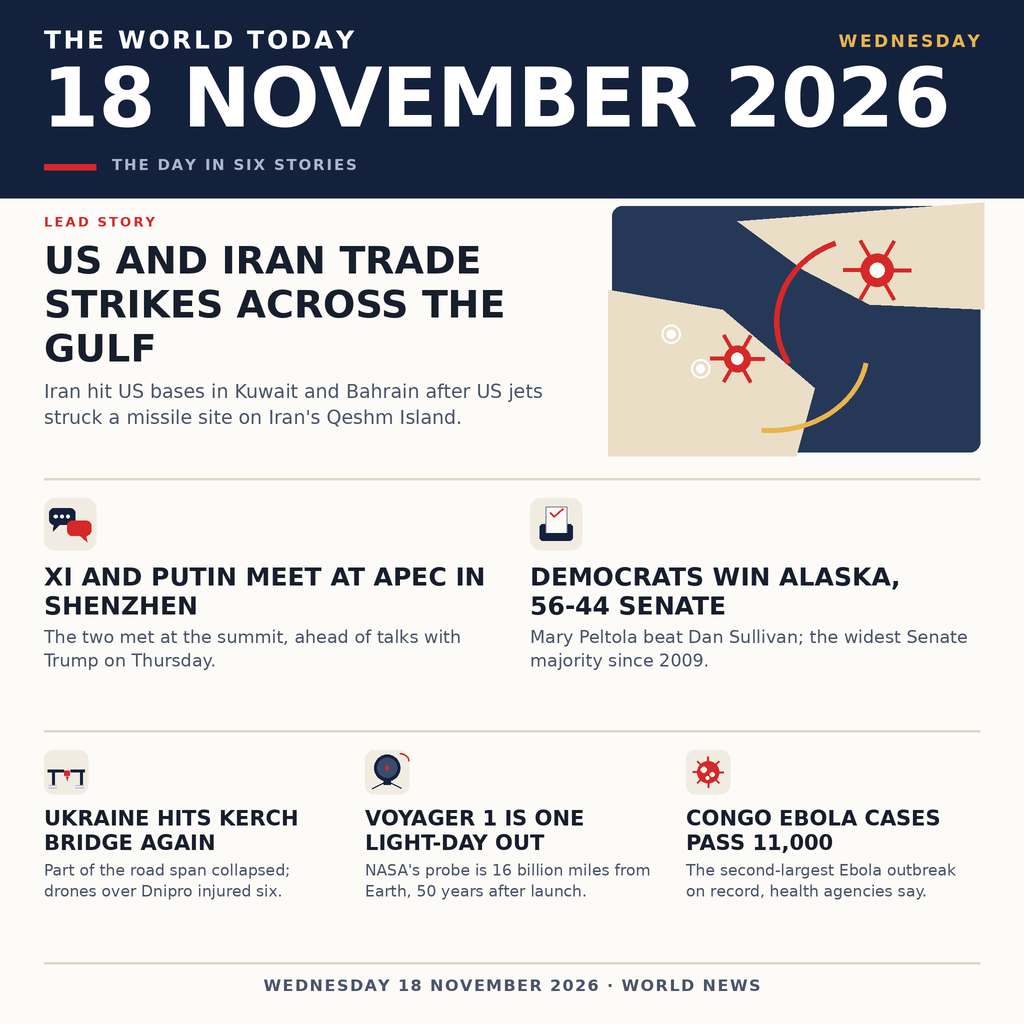 THE WORLD TODAY
WEDNESDAY
18 NOVEMBER 2026
THE DAY IN SIX STORIES
LEAD STORY
US AND IRAN TRADE
STRIKES ACROSS THE
GULF
Iran hit US bases in Kuwait and Bahrain after US jets
struck a missile site on Iran's Qeshm Island.
XI AND PUTIN MEET AT APEC IN
SHENZHEN
The two met at the summit, ahead of talks with
Trump on Thursday.
DEMOCRATS WIN ALASKA,
56-44 SENATE
Mary Peltola beat Dan Sullivan; the widest Senate
majority since 2009.
UKRAINE HITS KERCH
BRIDGE AGAIN
Part of the road span collapsed;
drones over Dnipro injured six.
VOYAGER 1 IS ONE
LIGHT-DAY OUT
NASA's probe is 16 billion miles from
Earth, 50 years after launch.
CONGO EBOLA CASES
PASS 11,000
The second-largest Ebola outbreak
on record, health agencies say.
WEDNESDAY 18 NOVEMBER 2026 · WORLD NEWS